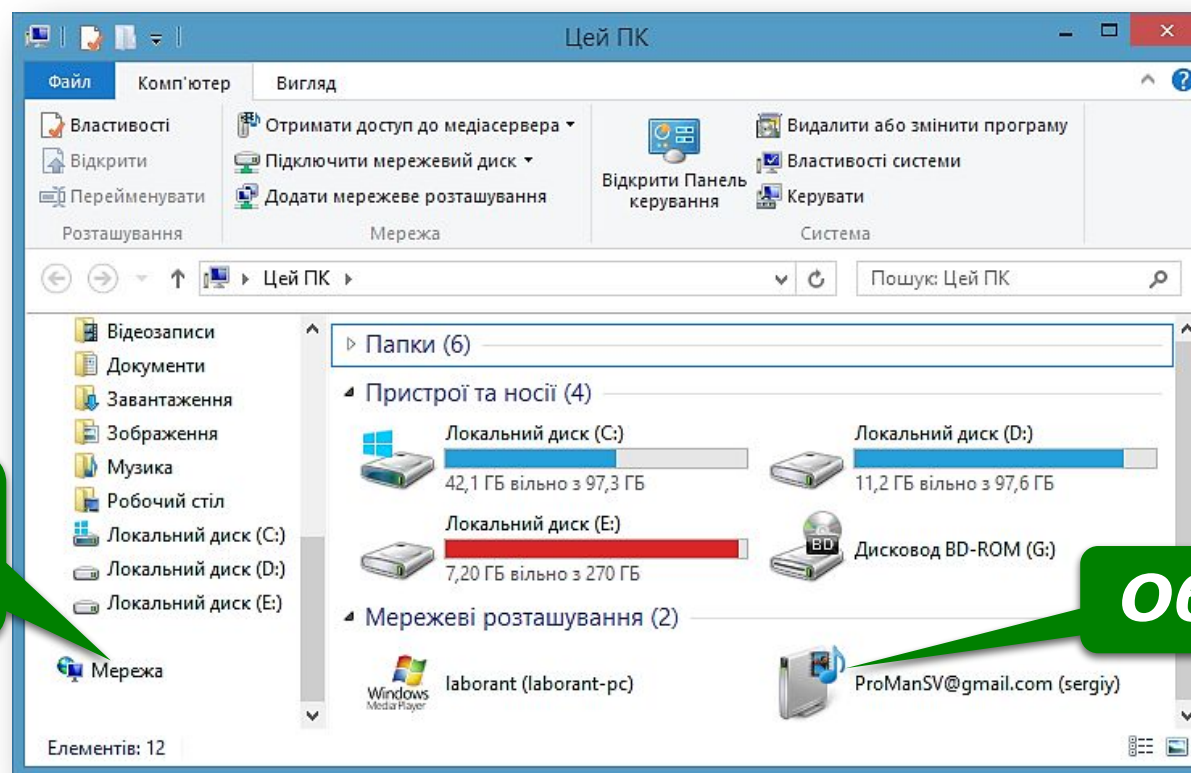 Цей ПК
Файл Комп'ютер Вигляд
Властивості
Відкрити
Перейменувати
Розташування
Отримати доступ до медіасервера
Підключити мережевий диск
Додати мережеве розташування
Мережа
Відкрити Панель
керування
Видалити або змінити програму
Властивості системи
Керувати
Система
Цей ПК
Пошук: Цей ПК
Відеозаписи
Документи
Завантаження
Зображення
Музика
Робочий стіл
Локальний диск (C:)
Локальний диск (D:)
Локальний диск (E:)
Мережа
Папки (6)
Пристрої та носії (4)
Локальний диск (C:)
42,1 ГБ вільно з 97,3 ГБ
Локальний диск (D:)
11,2 ГБ вільно з 97,6 ГБ
Локальний диск (E:)
7,20 ГБ вільно з 270 ГБ
BD
Дисковод BD-ROM (G:)
Мережеві розташування (2)
Windows
Media Player
laborant (laborant-pc)
ProManSV@gmail.com (sergiy)
Елементів: 12